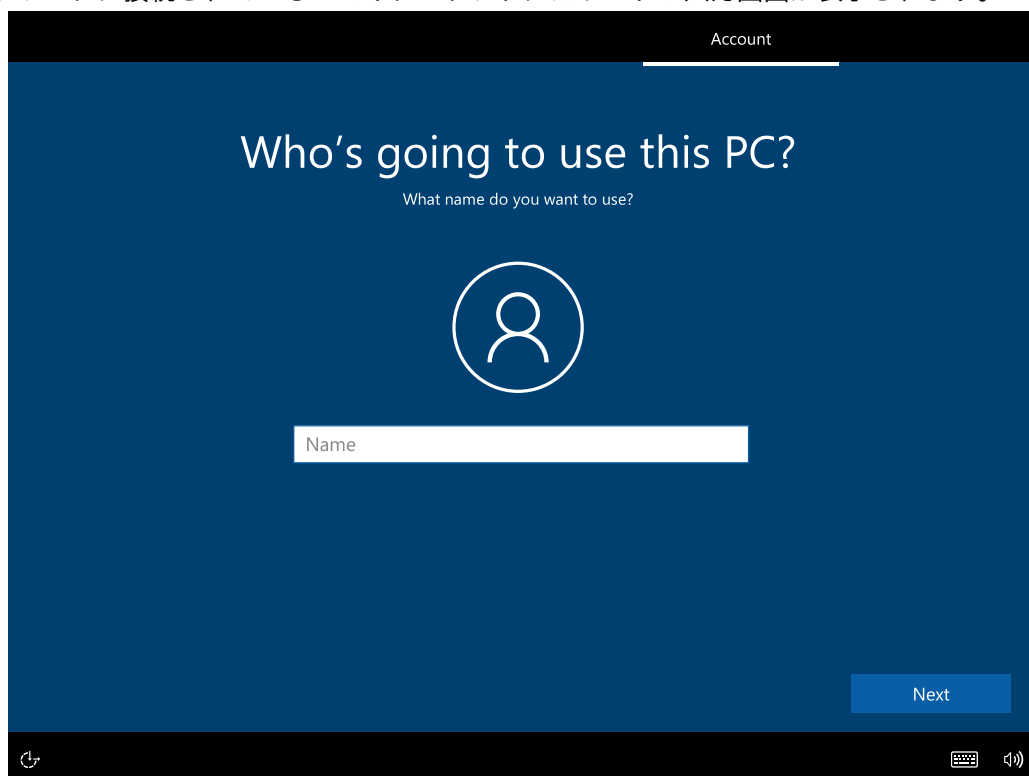 Account
Who's going to use this PC?
What name do you want to use?
Name
Next